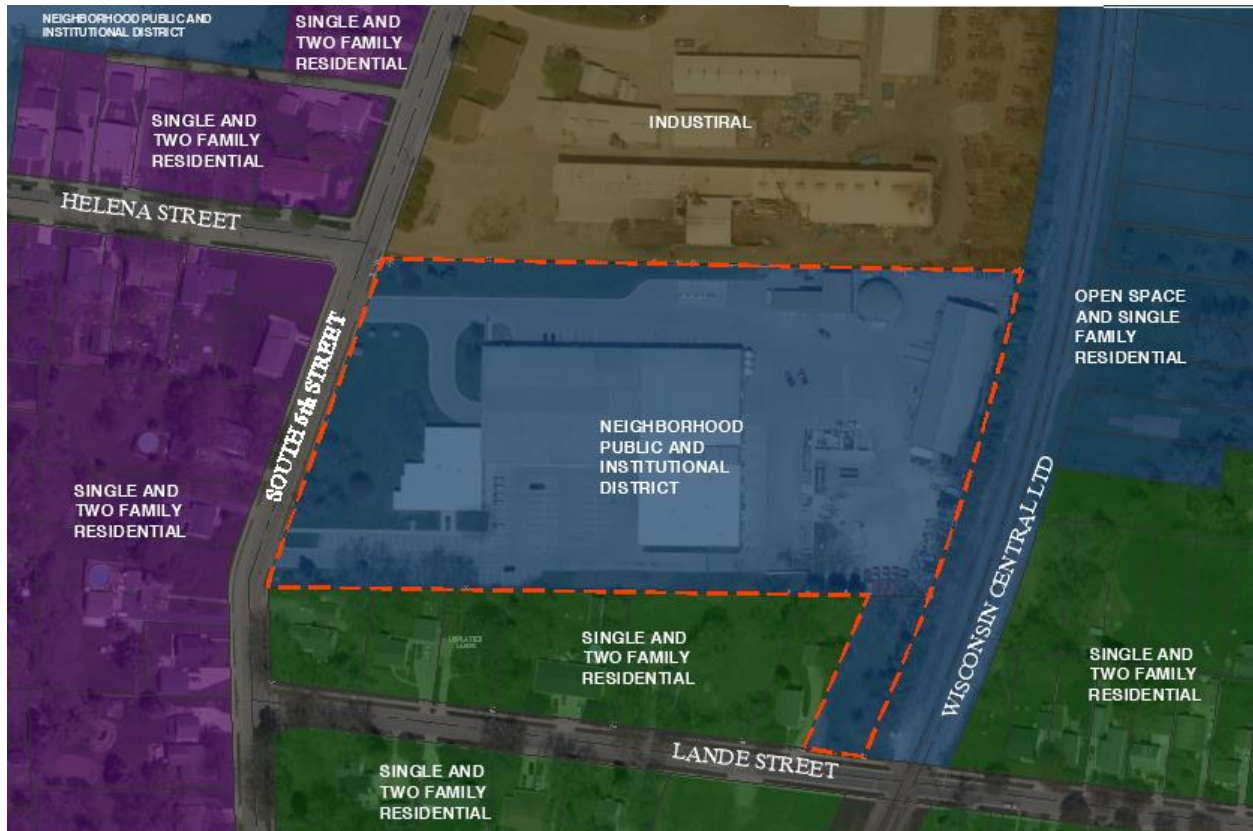 NEIGHBORHOOD PUBLIC AND
INSTITUTIONAL DISTRICT
SINGLE AND
TWO FAMILY
RESIDENTIAL
SINGLE AND
TWO FAMILY
RESIDENTIAL
INDUSTIRAL
HELENA STREET
OPEN SPACE
AND SINGLE
FAMILY
RESIDENTIAL
SOUTH 5th STREET
NEIGHBORHOOD
PUBLIC AND
INSTITUTIONAL
DISTRICT
SINGLE AND
TWO FAMILY
RESIDENTIAL
WISCONSIN CENTRAL LTD
SINGLE AND
TWO FAMILY
RESIDENTIAL
SINGLE AND
TWO FAMILY
RESIDENTIAL
LANDE STREET
SINGLE AND
TWO FAMILY
RESIDENTIAL